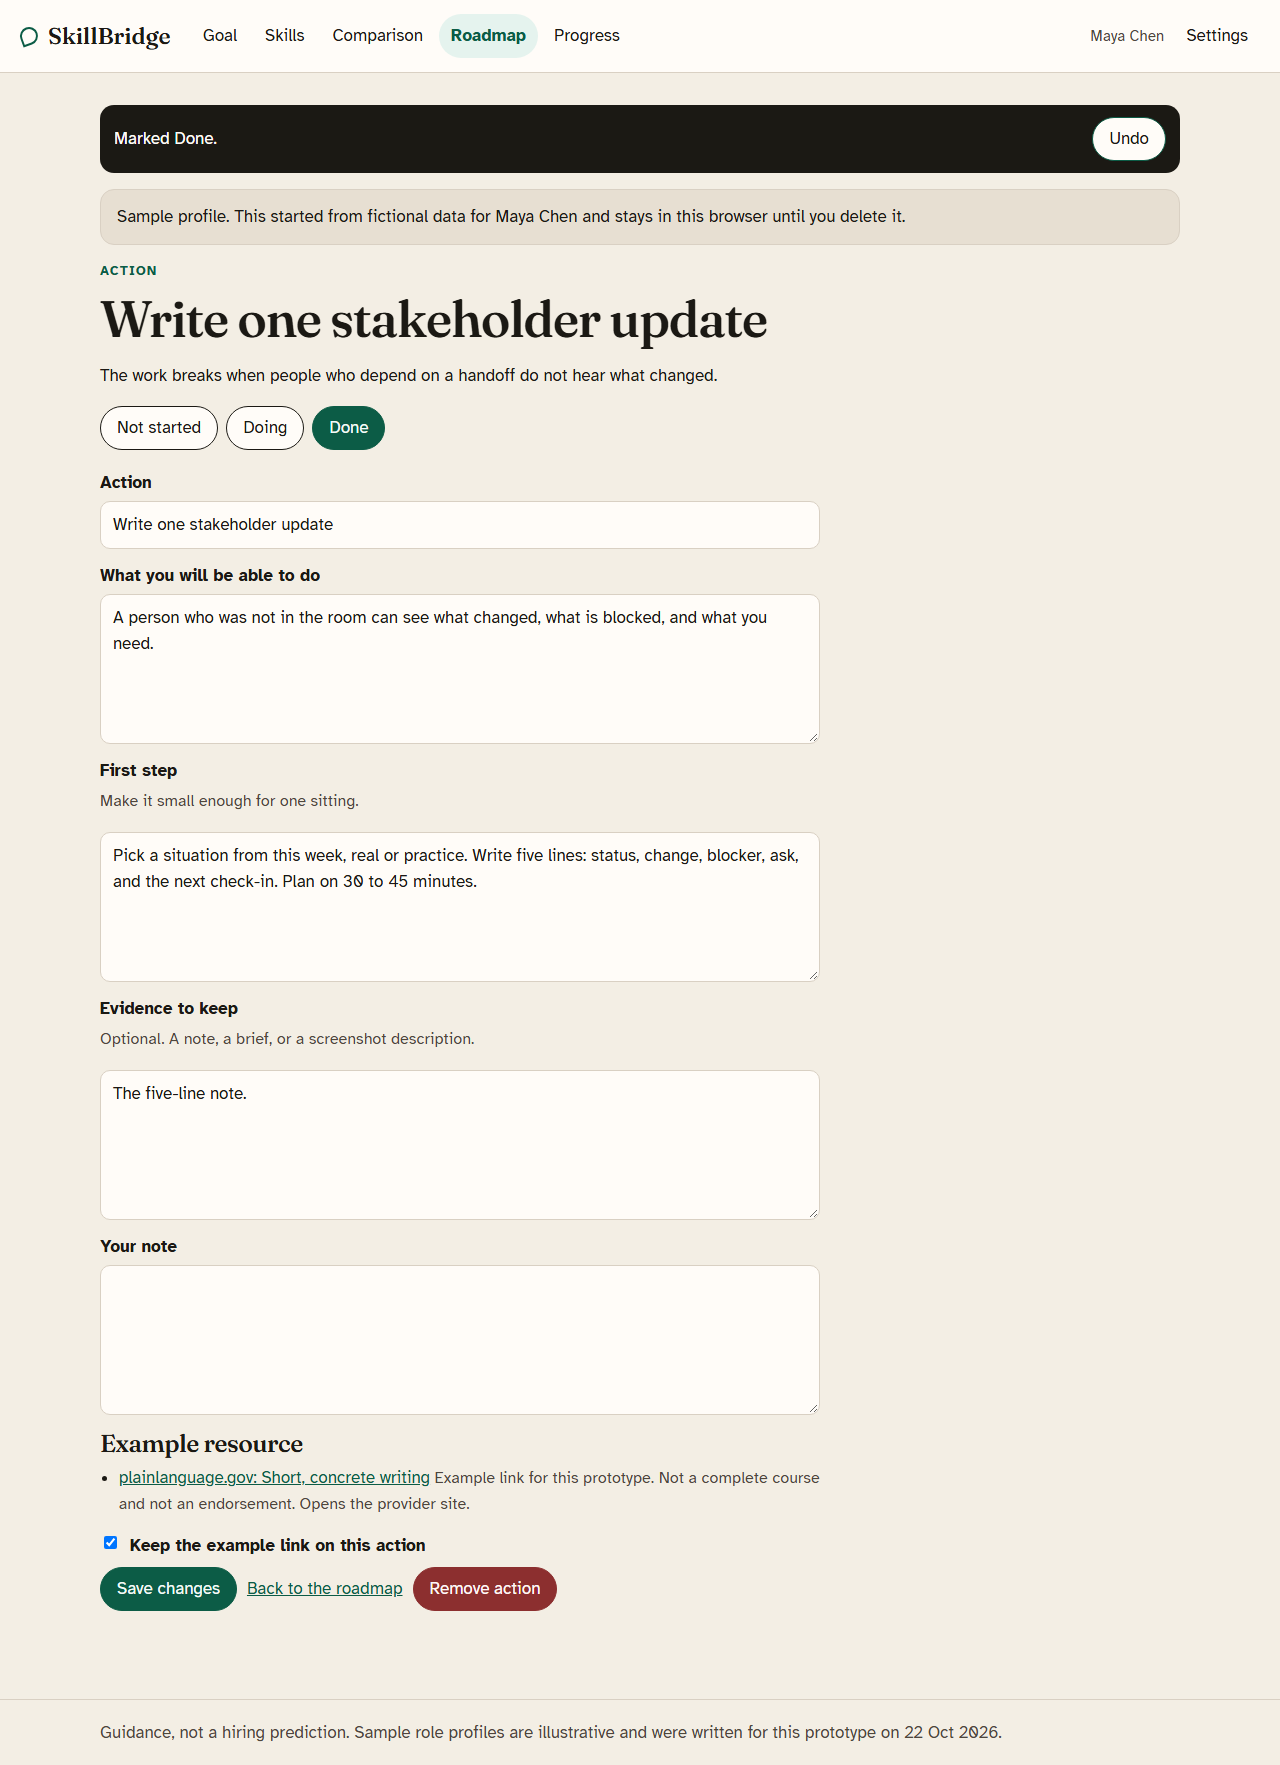 SkillBridge
Goal
Skills
Comparison
Roadmap
Progress
Maya Chen
Settings
Marked Done.
Undo
Sample profile. This started from fictional data for Maya Chen and stays in this browser until you delete it.
ACTION
Write one stakeholder update
The work breaks when people who depend on a handoff do not hear what changed.
Not started
Doing
Done
Action
Write one stakeholder update
What you will be able to do
A person who was not in the room can see what changed, what is blocked, and what you
need.
First step
Make it small enough for one sitting.
Pick a situation from this week, real or practice. Write five lines: status, change, blocker, ask,
and the next check-in. Plan on 30 to 45 minutes.
Evidence to keep
Optional. A note, a brief, or a screenshot description.
The five-line note.
Your note
Example resource
plainlanguage.gov: Short, concrete writing Example link for this prototype. Not a complete course
and not an endorsement. Opens the provider site.
Keep the example link on this action
Save changes
Back to the roadmap
Remove action
Guidance, not a hiring prediction. Sample role profiles are illustrative and were written for this prototype on 22 Oct 2026.